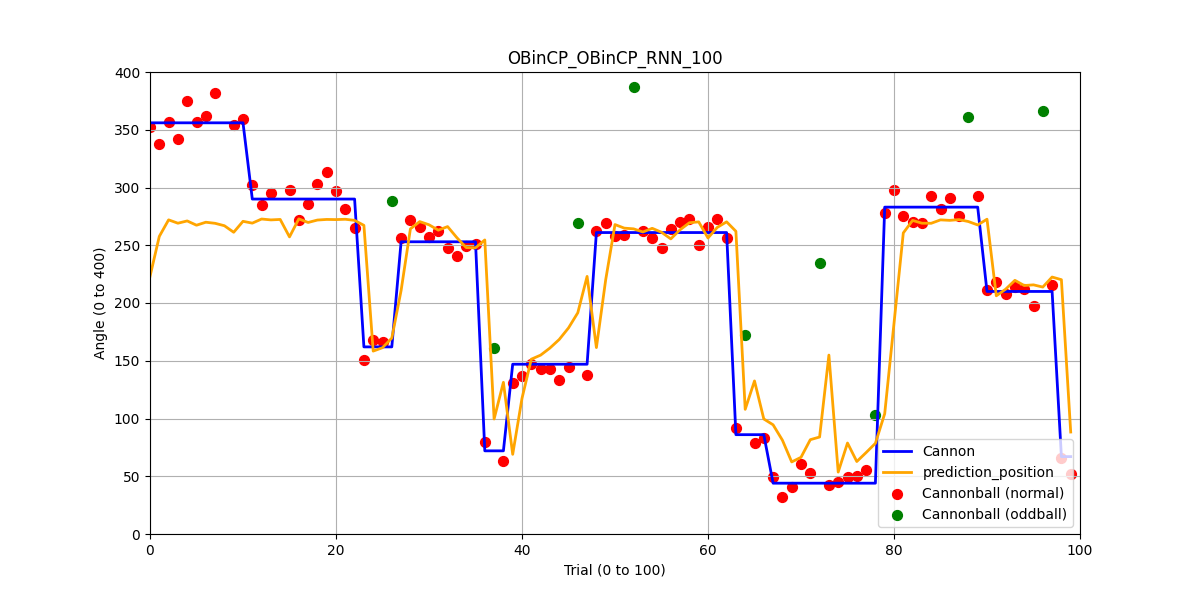 OBinCP_OBinCP_RNN_100
400
350
300
250
200
150
100
50
0
Angle (0 to 400)
0 20 40 60 80 100
Trial (0 to 100)
Cannon
prediction_position
Cannonball (normal)
Cannonball (oddball)